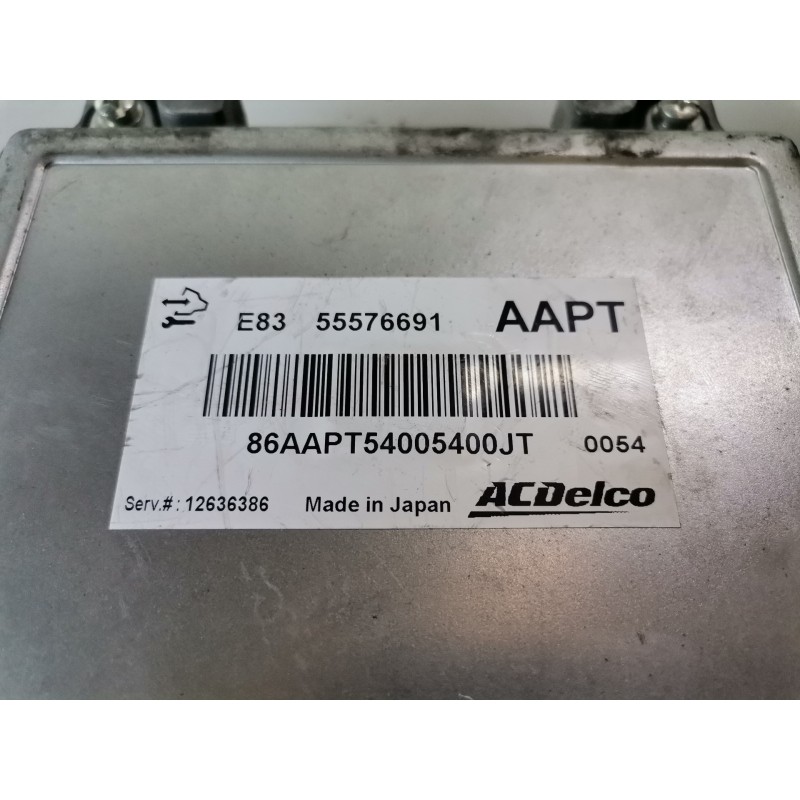 E83 55576691 AAPT
86AAPT54005400JT 0054
Serv.#: 12636386 Made in Japan ACDelco